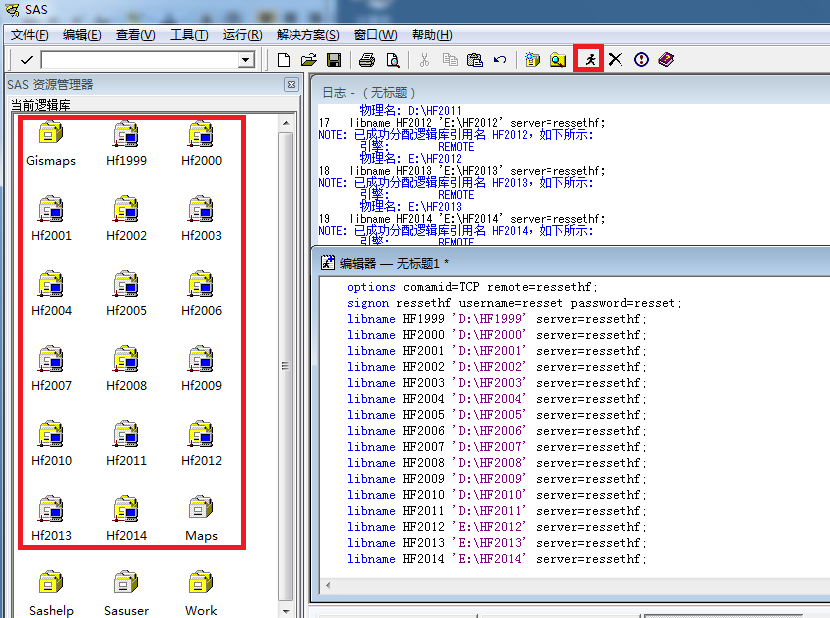 SAS
文件(F) 编辑(E) 查看(V) 工具(T) 运行(R) 解决方案(S) 窗口(W) 帮助(H)
SAS 资源管理器
当前逻辑库
Gismaps Hf1999 Hf2000
Hf2001 Hf2002 Hf2003
Hf2004 Hf2005 Hf2006
Hf2007 Hf2008 Hf2009
Hf2010 Hf2011 Hf2012
Hf2013 Hf2014 Maps
Sashelp Sasuser Work
日志 - （无标题）
物理名: D:\HF2011
17 libname HF2012 'E:\HF2012' server=ressethf;
NOTE: 已成功分配逻辑库引用名 HF2012，如下所示:
引擎: REMOTE
物理名: E:\HF2012
18 libname HF2013 'E:\HF2013' server=ressethf;
NOTE: 已成功分配逻辑库引用名 HF2013，如下所示:
引擎: REMOTE
物理名: E:\HF2013
19 libname HF2014 'E:\HF2014' server=ressethf;
NOTE: 已成功分配逻辑库引用名 HF2014，如下所示:
引擎: REMOTE
编辑器 — 无标题1 *
options comamid=TCP remote=ressethf;
signon ressethf username=resset password=resset;
libname HF1999 'D:\HF1999' server=ressethf;
libname HF2000 'D:\HF2000' server=ressethf;
libname HF2001 'D:\HF2001' server=ressethf;
libname HF2002 'D:\HF2002' server=ressethf;
libname HF2003 'D:\HF2003' server=ressethf;
libname HF2004 'D:\HF2004' server=ressethf;
libname HF2005 'D:\HF2005' server=ressethf;
libname HF2006 'D:\HF2006' server=ressethf;
libname HF2007 'D:\HF2007' server=ressethf;
libname HF2008 'D:\HF2008' server=ressethf;
libname HF2009 'D:\HF2009' server=ressethf;
libname HF2010 'D:\HF2010' server=ressethf;
libname HF2011 'D:\HF2011' server=ressethf;
libname HF2012 'E:\HF2012' server=ressethf;
libname HF2013 'E:\HF2013' server=ressethf;
libname HF2014 'E:\HF2014' server=ressethf;